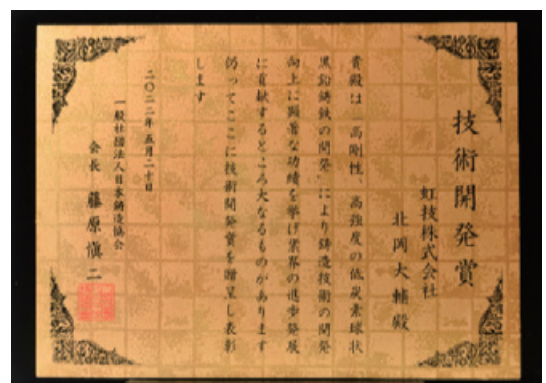 技術開発賞
虹技株式会社
北岡大輔殿
貴殿は「高剛性、高強度の低炭素球状
黒鉛鋳鉄の開発」により鋳造技術の開発
向上に顕著な功績を挙げ業界の進歩発展
に貢献するところ大なるものがあります
仍ってここに技術開発賞を贈呈し表彰
します
二〇二二年五月二十日
一般社団法人日本鋳造協会
会長 藤原愼二